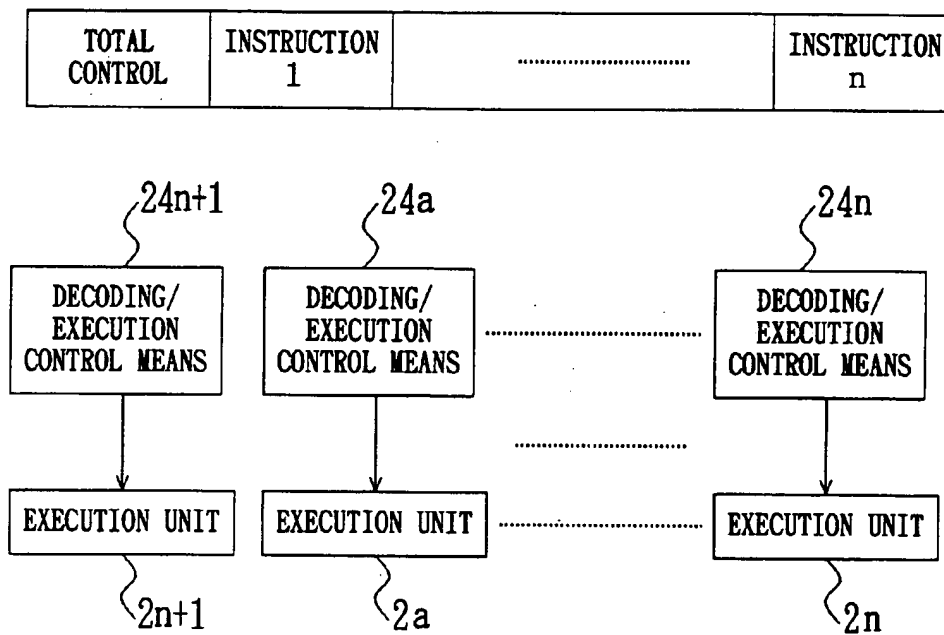 TOTAL CONTROL
INSTRUCTION 1
INSTRUCTION n
24n+1
24a
24n
DECODING/
EXECUTION
CONTROL MEANS
DECODING/
EXECUTION
CONTROL MEANS
DECODING/
EXECUTION
CONTROL MEANS
EXECUTION UNIT
EXECUTION UNIT
EXECUTION UNIT
2n+1
2a
2n